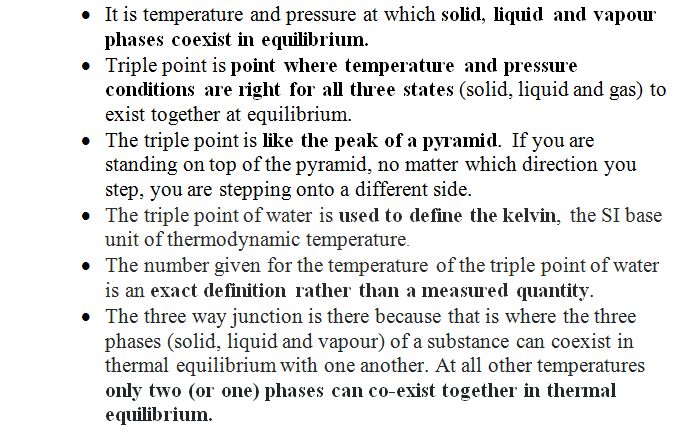 • It is temperature and pressure at which solid, liquid and vapour
phases coexist in equilibrium.
• Triple point is point where temperature and pressure
conditions are right for all three states (solid, liquid and gas) to
exist together at equilibrium.
• The triple point is like the peak of a pyramid. If you are
standing on top of the pyramid, no matter which direction you
step, you are stepping onto a different side.
• The triple point of water is used to define the kelvin, the SI base
unit of thermodynamic temperature.
• The number given for the temperature of the triple point of water
is an exact definition rather than a measured quantity.
• The three way junction is there because that is where the three
phases (solid, liquid and vapour) of a substance can coexist in
thermal equilibrium with one another. At all other temperatures
only two (or one) phases can co-exist together in thermal
equilibrium.